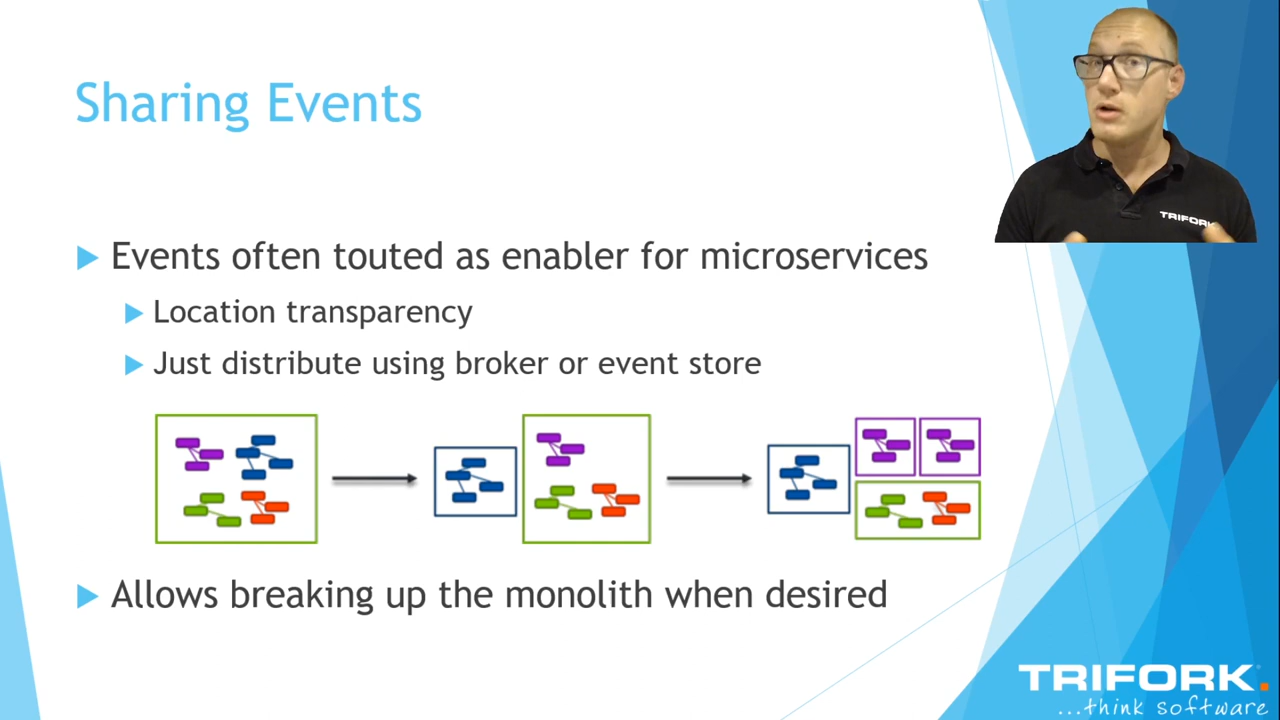 Sharing Events
TRIFORK
Events often touted as enabler for microservices
Location transparency
Just distribute using broker or event store
Allows breaking up the monolith when desired
TRIFORK.
...think software